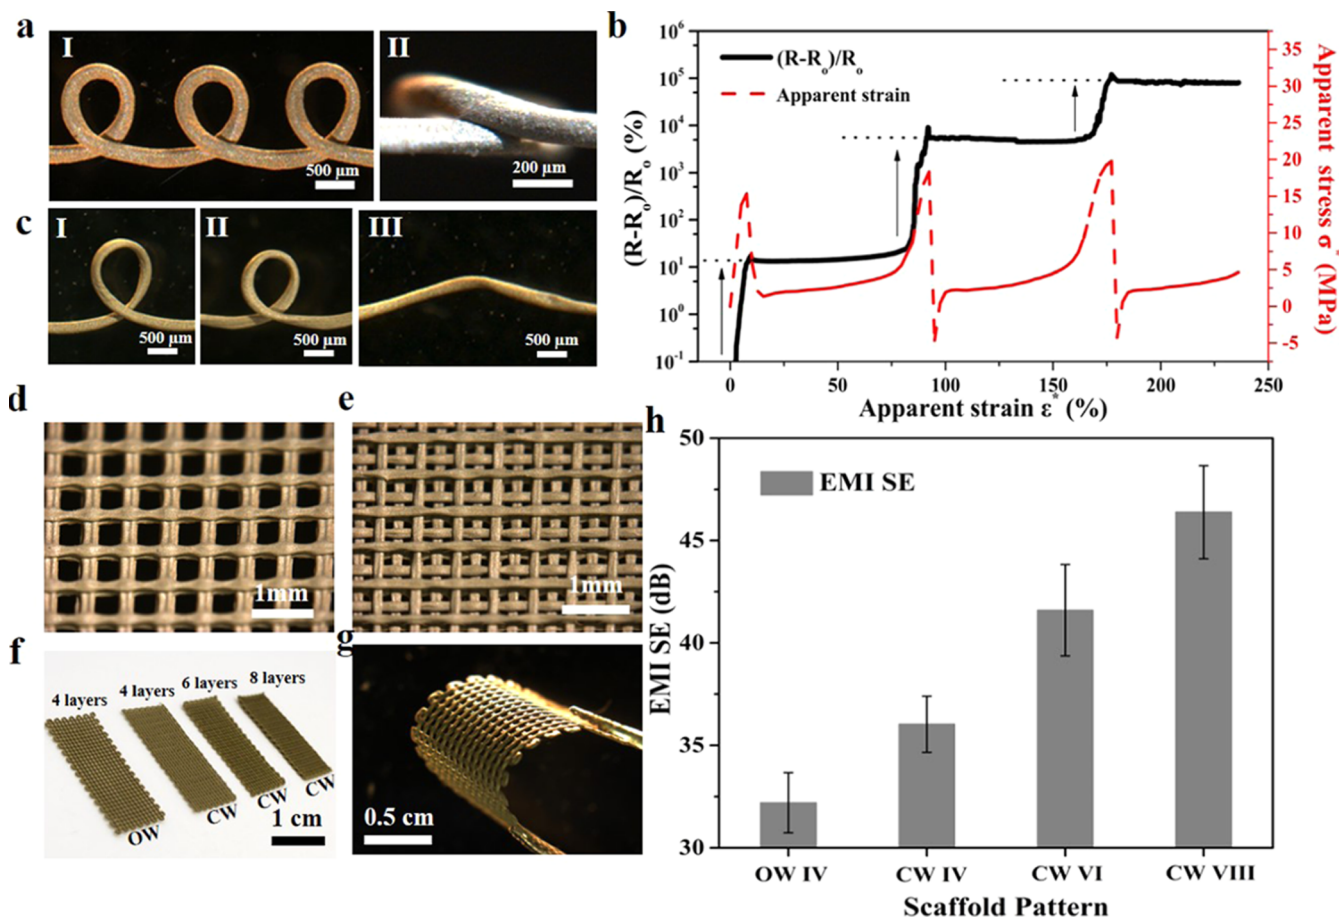 a
I
500 µm
II
200 µm
b
10⁶
10⁵
10⁴
10³
10²
10¹
10⁰
10⁻¹
(R-Rₒ)/Rₒ (%)
(R-Rₒ)/Rₒ
Apparent strain
35
30
25
20
15
10
5
0
-5
Apparent stress σ* (MPa)
0 50 100 150 200 250
Apparent strain ε* (%)
c
I
500 µm
II
500 µm
III
500 µm
d
1mm
e
1mm
f
4 layers
4 layers
6 layers
8 layers
OW
CW
CW
CW
1 cm
g
0.5 cm
h
50
45
40
35
30
EMI SE (dB)
EMI SE
OW IV CW IV CW VI CW VIII
Scaffold Pattern